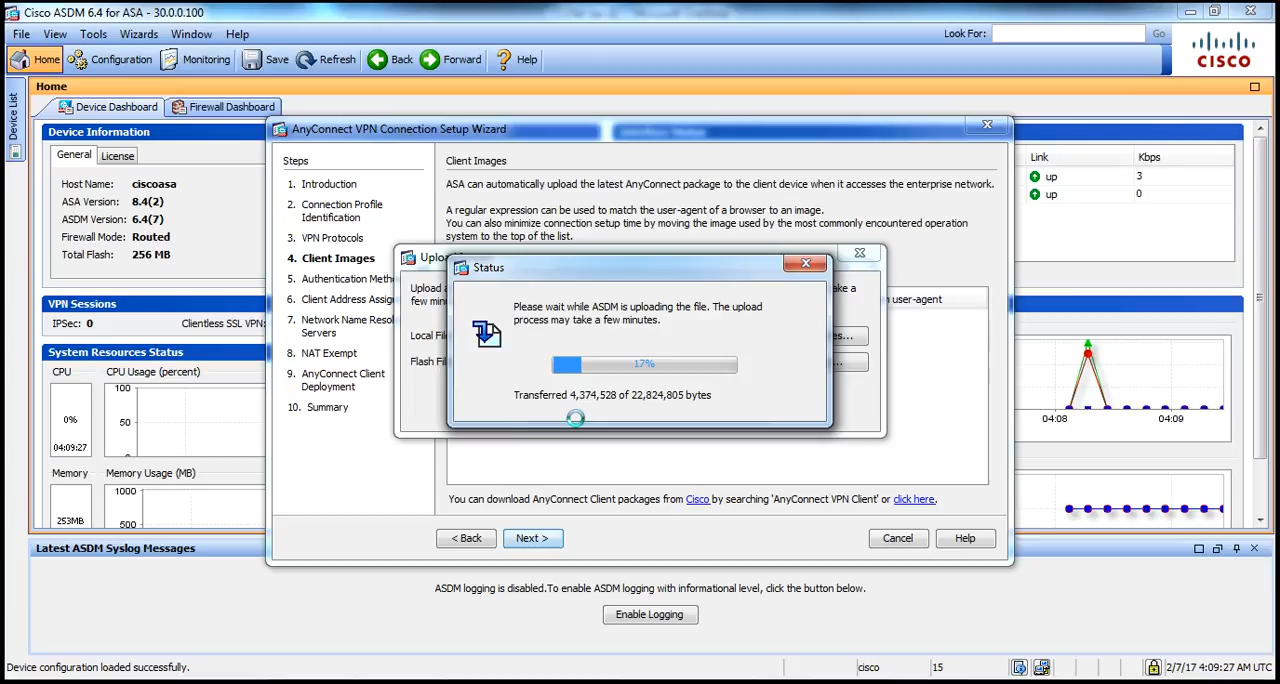 Cisco ASDM 6.4 for ASA - 30.0.0.100
File View Tools Wizards Window Help
Look For: Go
Home Configuration Monitoring Save Refresh Back Forward Help
CISCO
Home
Device List
Device Dashboard Firewall Dashboard
Device Information
General License
Host Name: ciscoasa
ASA Version: 8.4(2)
ASDM Version: 6.4(7)
Firewall Mode: Routed
Total Flash: 256 MB
VPN Sessions
IPSec: 0 Clientless SSL VPN:
System Resources Status
CPU CPU Usage (percent)
100
50
0%
04:09:27
Memory Memory Usage (MB)
1000
500
253MB
AnyConnect VPN Connection Setup Wizard
Steps
1. Introduction
2. Connection Profile
Identification
3. VPN Protocols
4. Client Images
5. Authentication Metho
6. Client Address Assig
7. Network Name Resol
Servers
8. NAT Exempt
9. AnyConnect Client
Deployment
10. Summary
Client Images
ASA can automatically upload the latest AnyConnect package to the client device when it accesses the enterprise network.
A regular expression can be used to match the user-agent of a browser to an image.
You can also minimize connection setup time by moving the image used by the most commonly encountered operation
system to the top of the list.
user-agent
Uplo
Upload a
few minu
ake a
Local File
es...
Flash File
...
Status
Please wait while ASDM is uploading the file. The upload
process may take a few minutes.
17%
Transferred 4,374,528 of 22,824,805 bytes
You can download AnyConnect Client packages from Cisco by searching 'AnyConnect VPN Client' or click here.
< Back Next > Cancel Help
Link Kbps
up 3
up 0
04:08 04:09
Latest ASDM Syslog Messages
ASDM logging is disabled.To enable ASDM logging with informational level, click the button below.
Enable Logging
Device configuration loaded successfully.
cisco 15 2/7/17 4:09:27 AM UTC